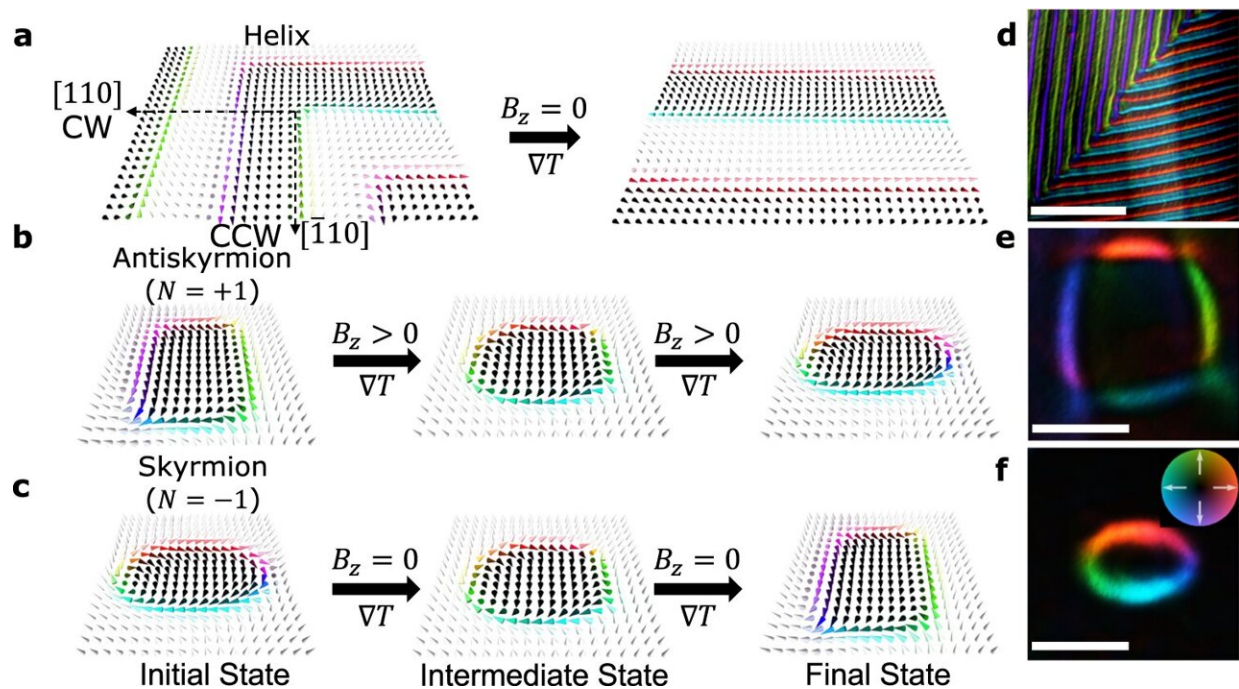 a
Helix
[110]
CW
CCW
[1̄10]
B_z = 0
∇T
b
Antiskyrmion
(N = +1)
B_z > 0
∇T
B_z > 0
∇T
c
Skyrmion
(N = −1)
B_z = 0
∇T
B_z = 0
∇T
Initial State
Intermediate State
Final State
d
e
f